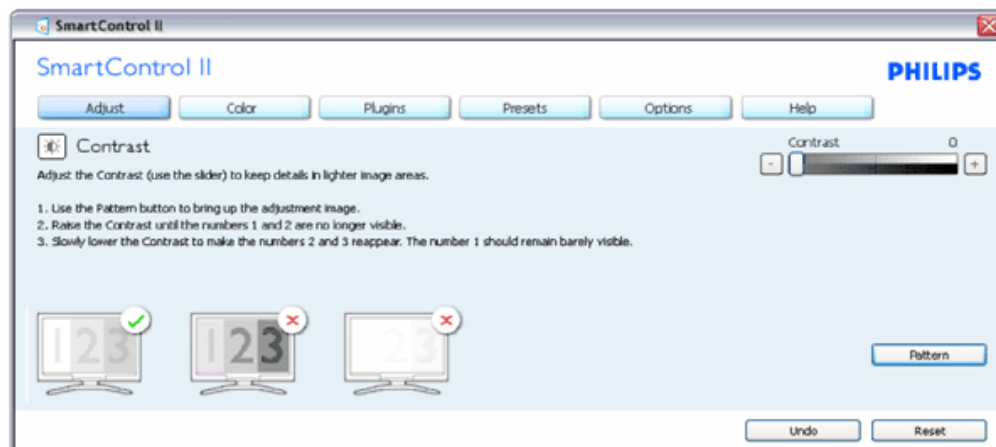 SmartControl II
SmartControl II
PHILIPS
Adjust Color Plugins Presets Options Help
Contrast
Contrast 0
- +
Adjust the Contrast (use the slider) to keep details in lighter image areas.
1. Use the Pattern button to bring up the adjustment image.
2. Raise the Contrast until the numbers 1 and 2 are no longer visible.
3. Slowly lower the Contrast to make the numbers 2 and 3 reappear. The number 1 should remain barely visible.
123 123 23
Pattern
Undo Reset